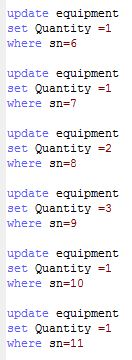 update equipment
set Quantity =1
where sn=6
update equipment
set Quantity =1
where sn=7
update equipment
set Quantity =2
where sn=8
update equipment
set Quantity =3
where sn=9
update equipment
set Quantity =1
where sn=10
update equipment
set Quantity =1
where sn=11